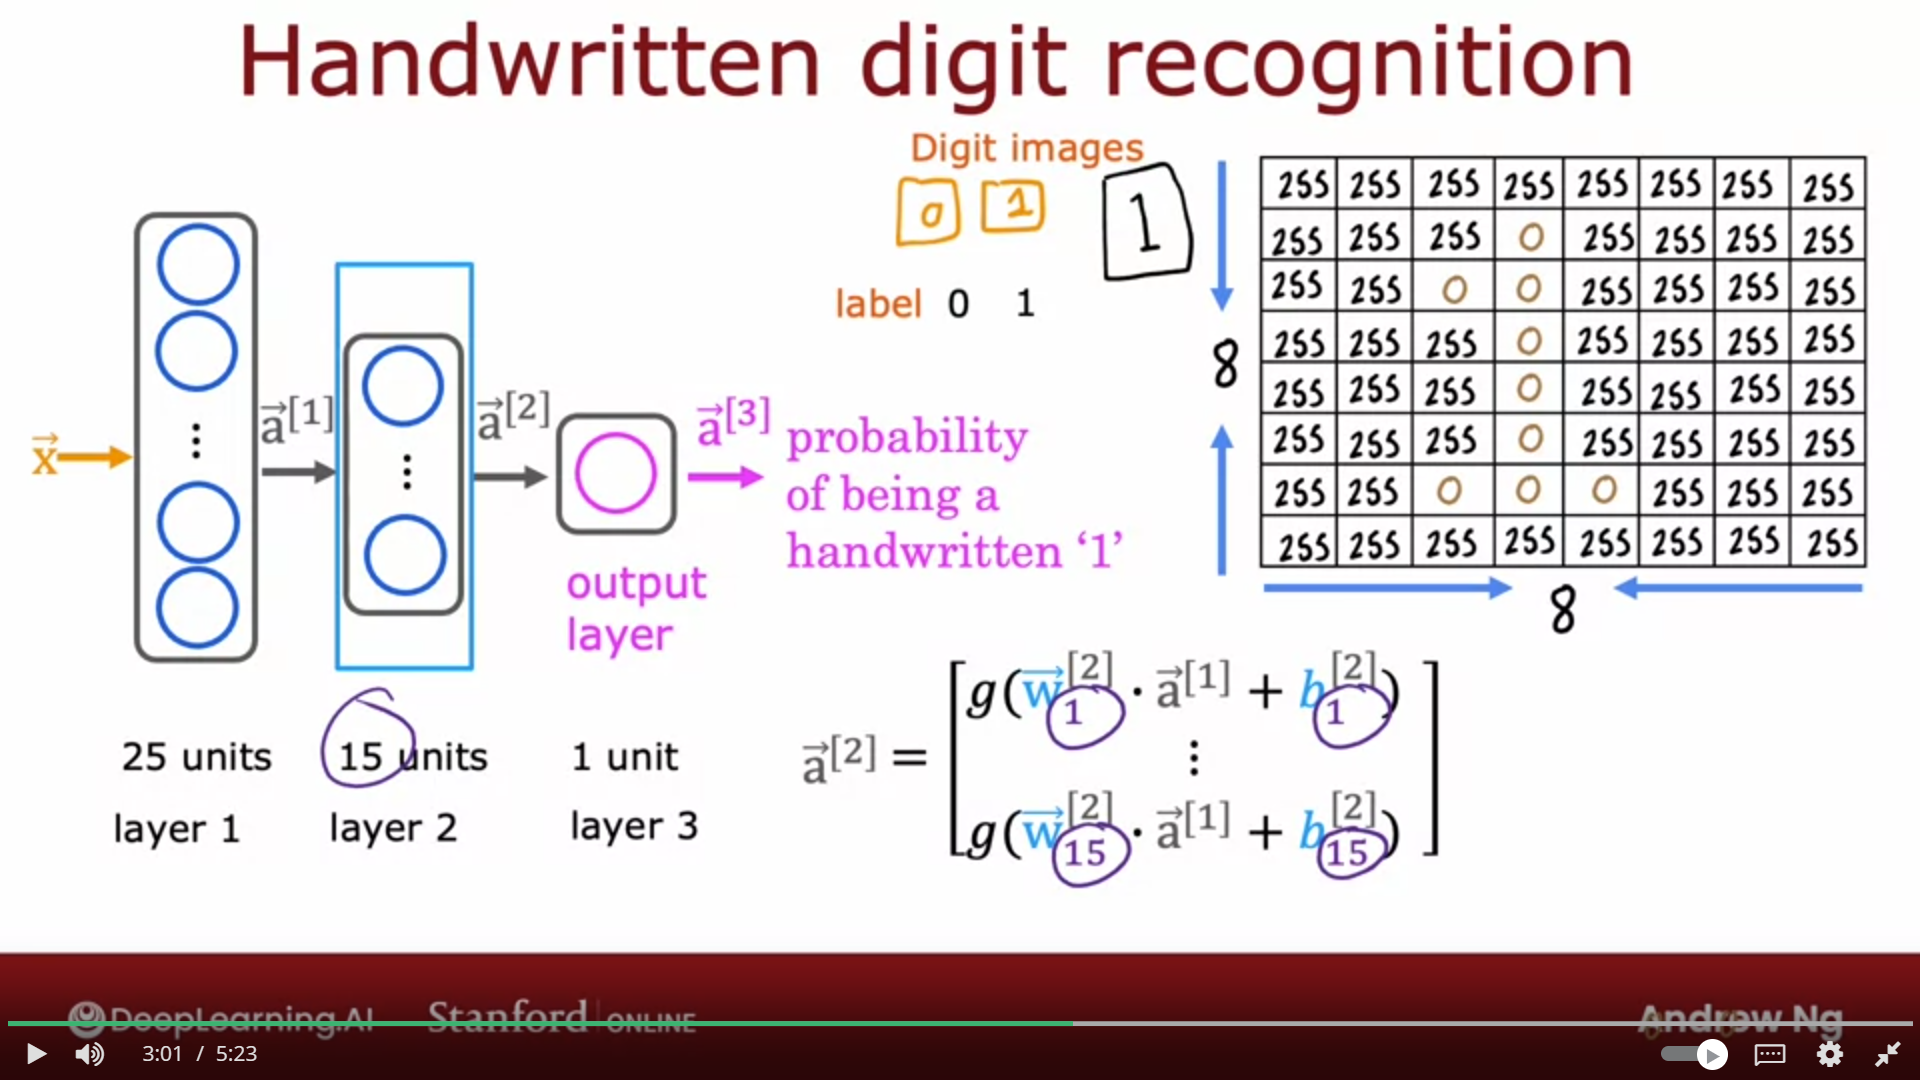 Handwritten digit recognition
Digit images
0 1 1
label 0 1
255 255 255 255 255 255 255 255
255 255 255 0 255 255 255 255
255 255 0 0 255 255 255 255
255 255 255 0 255 255 255 255
255 255 255 0 255 255 255 255
255 255 255 0 255 255 255 255
255 255 0 0 0 255 255 255
255 255 255 255 255 255 255 255
8
8
x⃗
a⃗[1]
a⃗[2]
a⃗[3]
probability
of being a
handwritten ‘1’
output
layer
25 units 15 units 1 unit
layer 1 layer 2 layer 3
a⃗[2] =
g(w⃗1[2] · a⃗[1] + b1[2])
⋮
g(w⃗15[2] · a⃗[1] + b15[2])
DeepLearning.AI Stanford ONLINE Andrew Ng
3:01 / 5:23